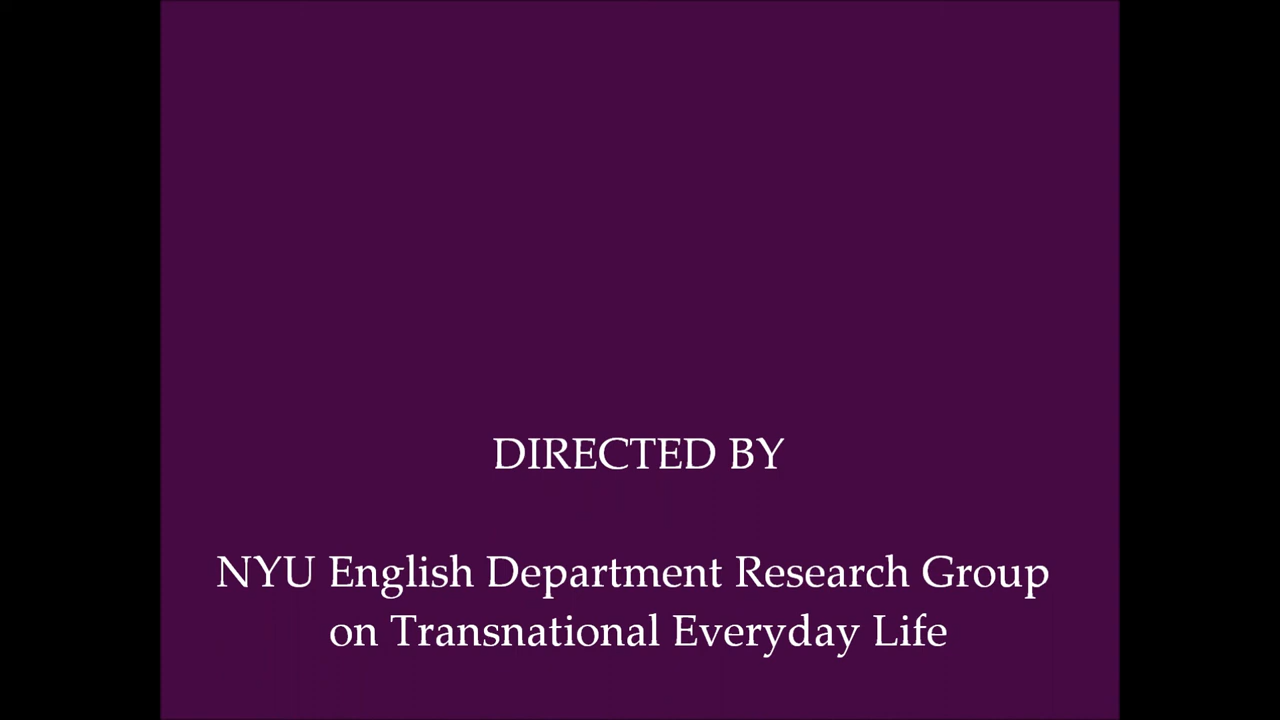 DIRECTED BY
NYU English Department Research Group
on Transnational Everyday Life